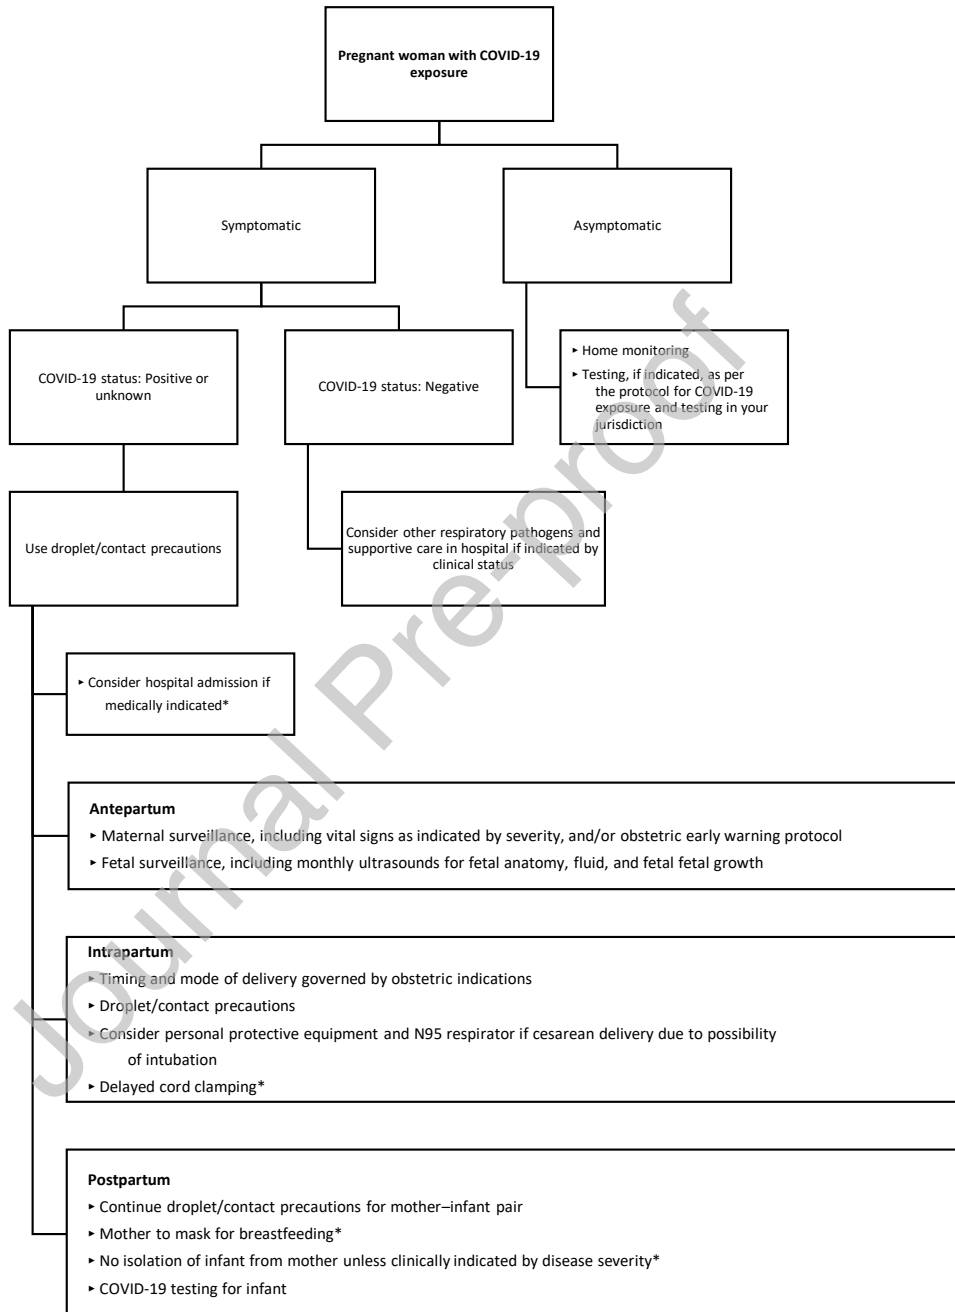 Pregnant woman with COVID-19
exposure
Symptomatic
Asymptomatic
COVID-19 status: Positive or
unknown
COVID-19 status: Negative
▸ Home monitoring
▸ Testing, if indicated, as per
the protocol for COVID-19
exposure and testing in your
jurisdiction
Use droplet/contact precautions
Consider other respiratory pathogens and
supportive care in hospital if indicated by
clinical status
▸ Consider hospital admission if
medically indicated*
Antepartum
▸ Maternal surveillance, including vital signs as indicated by severity, and/or obstetric early warning protocol
▸ Fetal surveillance, including monthly ultrasounds for fetal anatomy, fluid, and fetal fetal growth
Intrapartum
▸ Timing and mode of delivery governed by obstetric indications
▸ Droplet/contact precautions
▸ Consider personal protective equipment and N95 respirator if cesarean delivery due to possibility
of intubation
▸ Delayed cord clamping*
Postpartum
▸ Continue droplet/contact precautions for mother–infant pair
▸ Mother to mask for breastfeeding*
▸ No isolation of infant from mother unless clinically indicated by disease severity*
▸ COVID-19 testing for infant
Journal Pre-proof